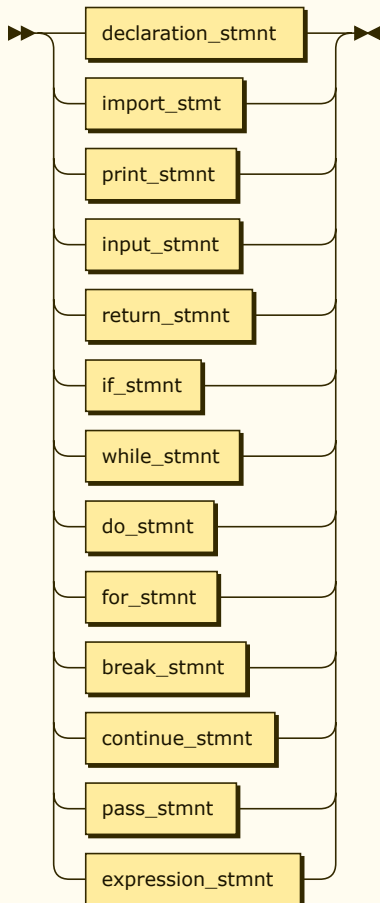 declaration_stmnt
import_stmt
print_stmnt
input_stmnt
return_stmnt
if_stmnt
while_stmnt
do_stmnt
for_stmnt
break_stmnt
continue_stmnt
pass_stmnt
expression_stmnt